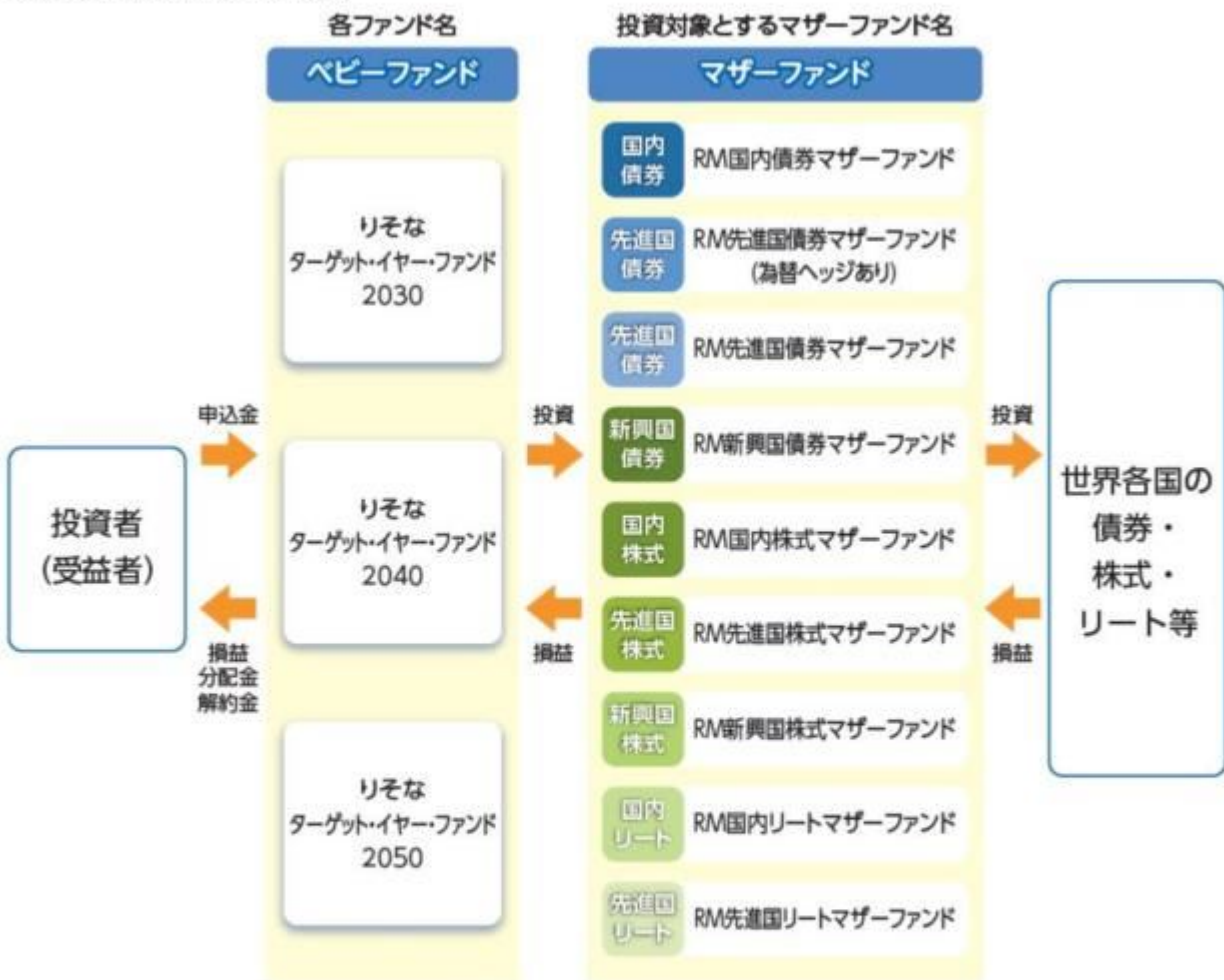 各ファンド名
ベビーファンド
りそな
ターゲット・イヤー・ファンド
2030
りそな
ターゲット・イヤー・ファンド
2040
りそな
ターゲット・イヤー・ファンド
2050
投資対象とするマザーファンド名
マザーファンド
国内
債券
RM国内債券マザーファンド
先進国
債券
RM先進国債券マザーファンド
(為替ヘッジあり)
先進国
債券
RM先進国債券マザーファンド
新興国
債券
RM新興国債券マザーファンド
国内
株式
RM国内株式マザーファンド
先進国
株式
RM先進国株式マザーファンド
新興国
株式
RM新興国株式マザーファンド
国内
リート
RM国内リートマザーファンド
先進国
リート
RM先進国リートマザーファンド
投資者
(受益者)
申込金
損益
分配金
解約金
投資
損益
投資
損益
世界各国の
債券・
株式・
リート等